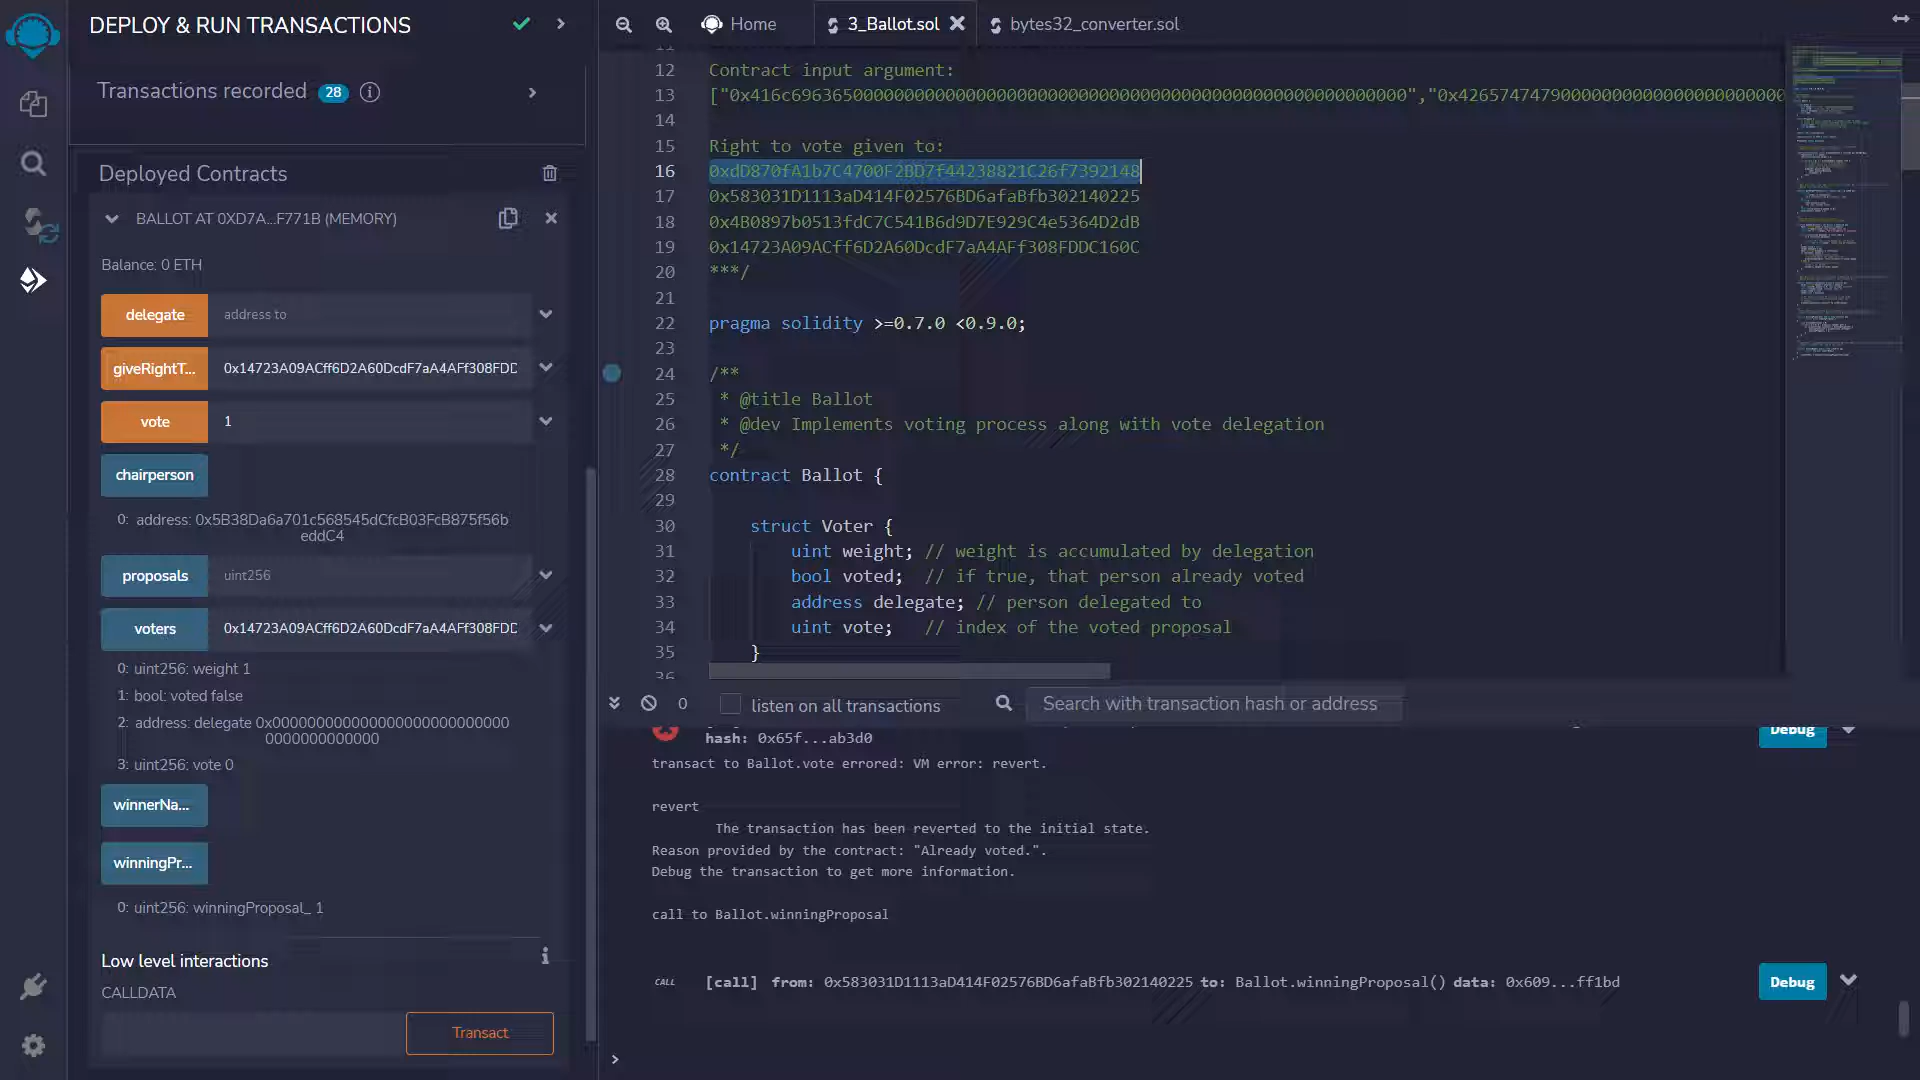 DEPLOY & RUN TRANSACTIONS
Transactions recorded 28
Deployed Contracts
BALLOT AT 0XD7A...F771B (MEMORY)
Balance: 0 ETH
delegate address to
giveRightT... 0x14723A09ACff6D2A60DcdF7aA4AFf308FDD
vote 1
chairperson
0: address: 0x5B38Da6a701c568545dCfcB03FcB875f56b
eddC4
proposals uint256
voters 0x14723A09ACff6D2A60DcdF7aA4AFf308FDD
0: uint256: weight 1
1: bool: voted false
2: address: delegate 0x000000000000000000000000000
0000000000000
3: uint256: vote 0
winnerNa...
winningPr...
0: uint256: winningProposal_ 1
Low level interactions
CALLDATA
Transact
Home 3_Ballot.sol bytes32_converter.sol
12 Contract input argument:
13
14
15 Right to vote given to:
16 0xdD870fA1b7C4700F2BD7f44238821C26f7392148
17 0x583031D1113aD414F02576BD6afaBfb302140225
18 0x4B0897b0513fdC7C541B6d9D7E929C4e5364D2dB
19 0x14723A09ACff6D2A60DcdF7aA4AFf308FDDC160C
20 ***/
21
22 pragma solidity >=0.7.0 <0.9.0;
23
24 /**
25 * @title Ballot
26 * @dev Implements voting process along with vote delegation
27 */
28 contract Ballot {
29
30 struct Voter {
31 uint weight; // weight is accumulated by delegation
32 bool voted; // if true, that person already voted
33 address delegate; // person delegated to
34 uint vote; // index of the voted proposal
35 }
0 listen on all transactions Search with transaction hash or address
hash: 0x65f...ab3d0 Debug
transact to Ballot.vote errored: VM error: revert.
revert
The transaction has been reverted to the initial state.
Reason provided by the contract: "Already voted.".
Debug the transaction to get more information.
call to Ballot.winningProposal
CALL [call] from: 0x583031D1113aD414F02576BD6afaBfb302140225 to: Ballot.winningProposal() data: 0x609...ff1bd Debug
>